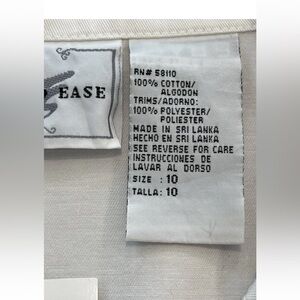 EASE
RN# 58110
100% COTTON/
ALGODON
TRIMS/ADORNO:
100% POLYESTER/
POLIESTER
MADE IN SRI LANKA
HECHO EN SRI LANKA
SEE REVERSE FOR CARE
INSTRUCCIONES DE
LAVAR AL DORSO
SIZE : 10
TALLA: 10